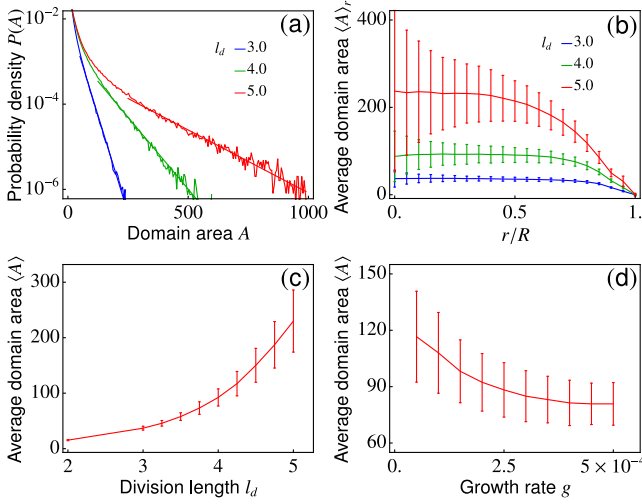 (a)
Probability density P(A)
10⁻²
10⁻⁴
10⁻⁶
l_d
3.0
4.0
5.0
0
500
1000
Domain area A
(b)
Average domain area ⟨A⟩_r
400
200
0
l_d
3.0
4.0
5.0
0.
0.5
1.
r/R
(c)
Average domain area ⟨A⟩
300
200
100
0
2
3
4
5
Division length l_d
(d)
Average domain area ⟨A⟩
150
120
90
60
0.
2.5
5 × 10⁻⁴
Growth rate g